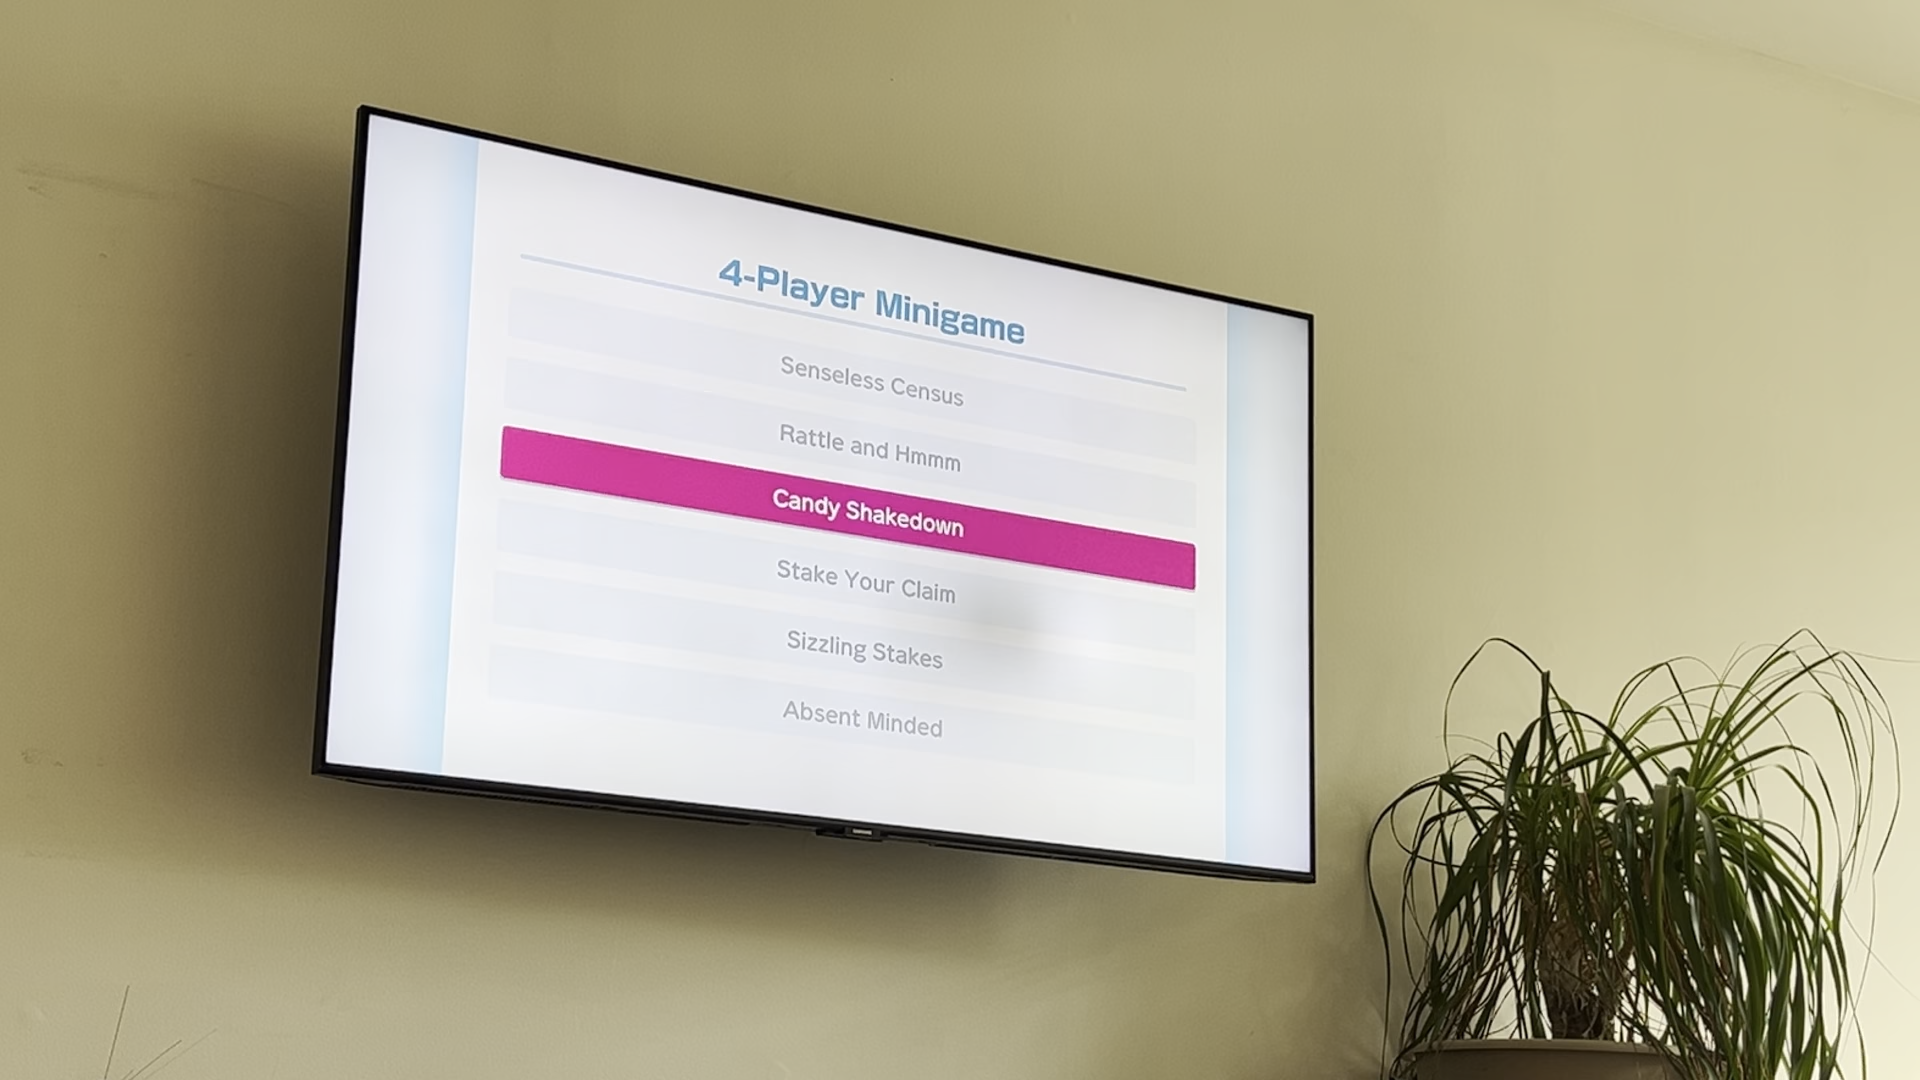 4-Player Minigame
Senseless Census
Rattle and Hmmm
Candy Shakedown
Stake Your Claim
Sizzling Stakes
Absent Minded